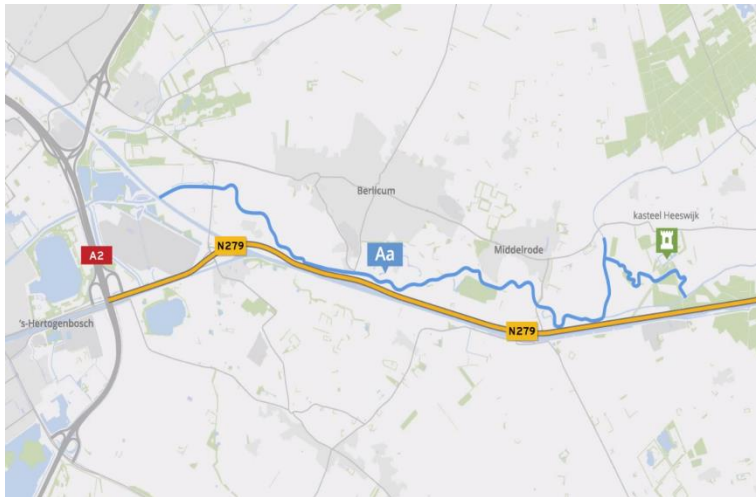 Berlicum
kasteel Heeswijk
N279
Aa
Middelrode
A2
's-Hertogenbosch
N279